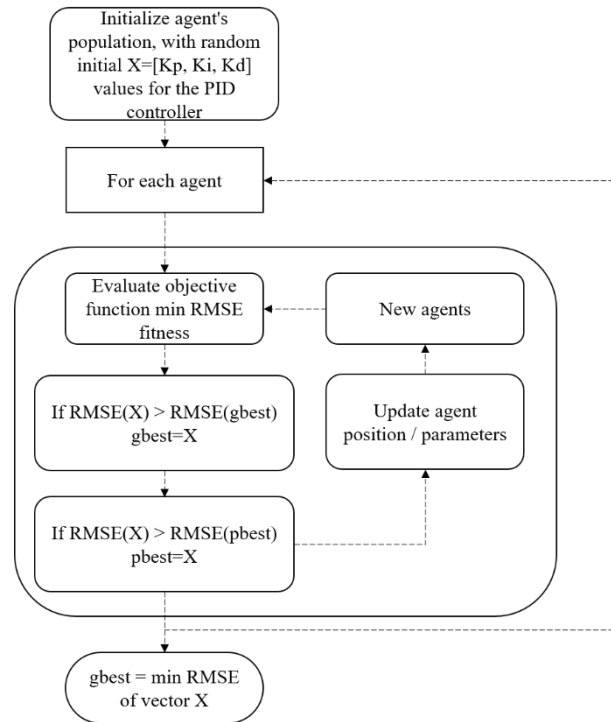 Initialize agent's
population, with random
initial X=[Kp, Ki, Kd]
values for the PID
controller
For each agent
Evaluate objective
function min RMSE
fitness
New agents
If RMSE(X) > RMSE(gbest)
gbest=X
Update agent
position / parameters
If RMSE(X) > RMSE(pbest)
pbest=X
gbest = min RMSE
of vector X